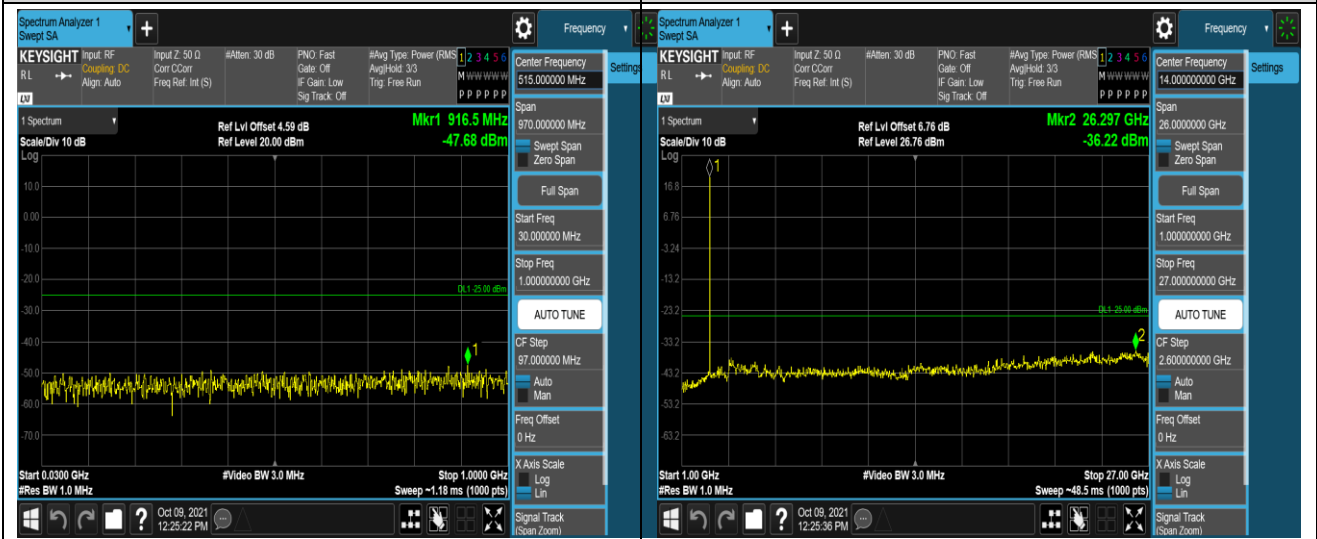 Spectrum Analyzer 1
Swept SA
+
Frequency
KEYSIGHT
RL
LXI
Input: RF
Coupling: DC
Align: Auto
Input Z: 50 Ω
Corr CCorr
Freq Ref: Int (S)
#Atten: 30 dB
PNO: Fast
Gate: Off
IF Gain: Low
Sig Track: Off
#Avg Type: Power (RMS
Avg|Hold: 3/3
Trig: Free Run
1 2 3 4 5 6
M W W W W W
P P P P P P
Center Frequency
515.000000 MHz
Settings
1 Spectrum
Scale/Div 10 dB
Log
Ref Lvl Offset 4.59 dB
Ref Level 20.00 dBm
Mkr1 916.5 MHz
-47.68 dBm
10.0
0.00
-10.0
-20.0
-30.0
-40.0
-50.0
-60.0
-70.0
DL1 -25.00 dBm
1
Start 0.0300 GHz
#Res BW 1.0 MHz
#Video BW 3.0 MHz
Stop 1.0000 GHz
Sweep ~1.18 ms (1000 pts)
Span
970.000000 MHz
Swept Span
Zero Span
Full Span
Start Freq
30.000000 MHz
Stop Freq
1.000000000 GHz
AUTO TUNE
CF Step
97.000000 MHz
Auto
Man
Freq Offset
0 Hz
X Axis Scale
Log
Lin
Signal Track
(Span Zoom)
?
Oct 09, 2021
12:25:22 PM
Spectrum Analyzer 1
Swept SA
+
Frequency
KEYSIGHT
RL
LXI
Input: RF
Coupling: DC
Align: Auto
Input Z: 50 Ω
Corr CCorr
Freq Ref: Int (S)
#Atten: 30 dB
PNO: Fast
Gate: Off
IF Gain: Low
Sig Track: Off
#Avg Type: Power (RMS
Avg|Hold: 3/3
Trig: Free Run
1 2 3 4 5 6
M W W W W W
P P P P P P
Center Frequency
14.000000000 GHz
Settings
1 Spectrum
Scale/Div 10 dB
Log
Ref Lvl Offset 6.76 dB
Ref Level 26.76 dBm
Mkr2 26.297 GHz
-36.22 dBm
1
16.8
6.76
-3.24
-13.2
-23.2
-33.2
-43.2
-53.2
-63.2
DL1 -25.00 dBm
2
Start 1.00 GHz
#Res BW 1.0 MHz
#Video BW 3.0 MHz
Stop 27.00 GHz
Sweep ~48.5 ms (1000 pts)
Span
26.0000000 GHz
Swept Span
Zero Span
Full Span
Start Freq
1.000000000 GHz
Stop Freq
27.000000000 GHz
AUTO TUNE
CF Step
2.600000000 GHz
Auto
Man
Freq Offset
0 Hz
X Axis Scale
Log
Lin
Signal Track
(Span Zoom)
?
Oct 09, 2021
12:25:36 PM